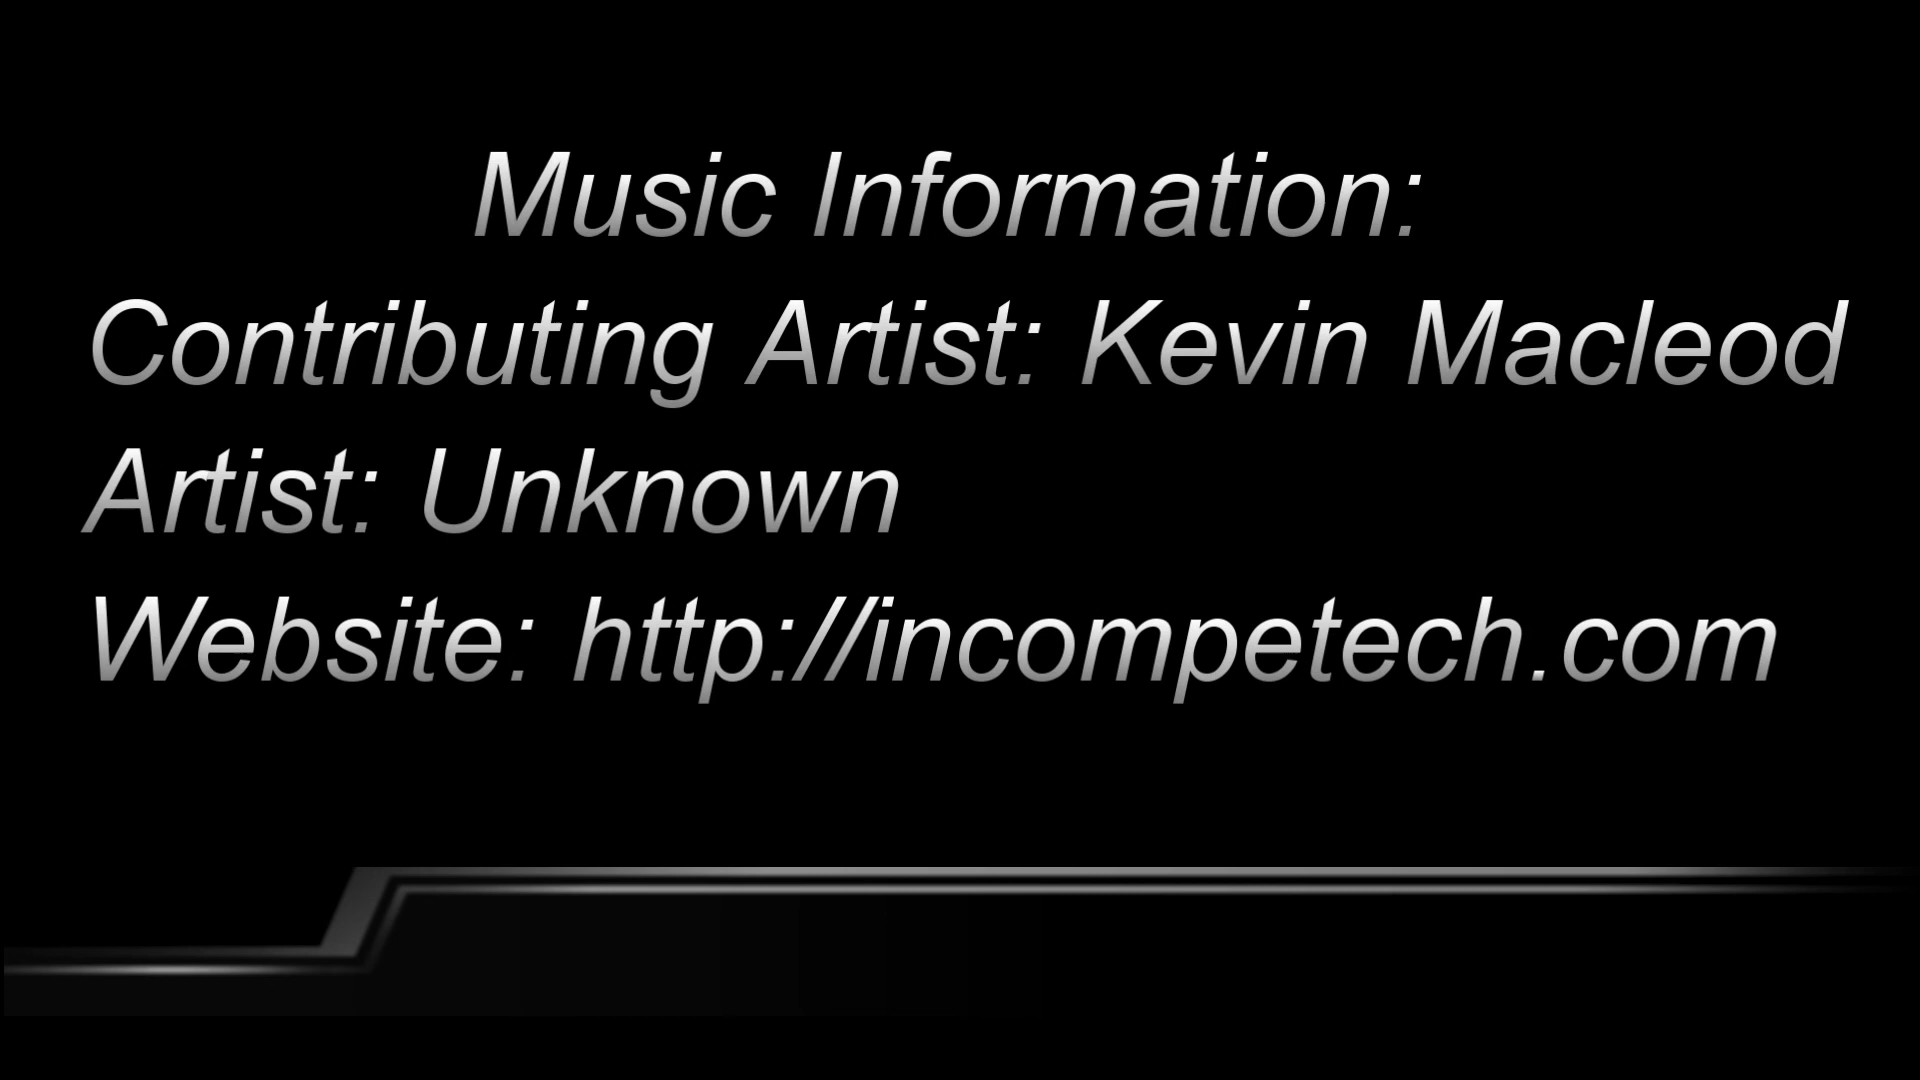 Music Information:
Contributing Artist: Kevin Macleod
Artist: Unknown
Website: http://incompetech.com